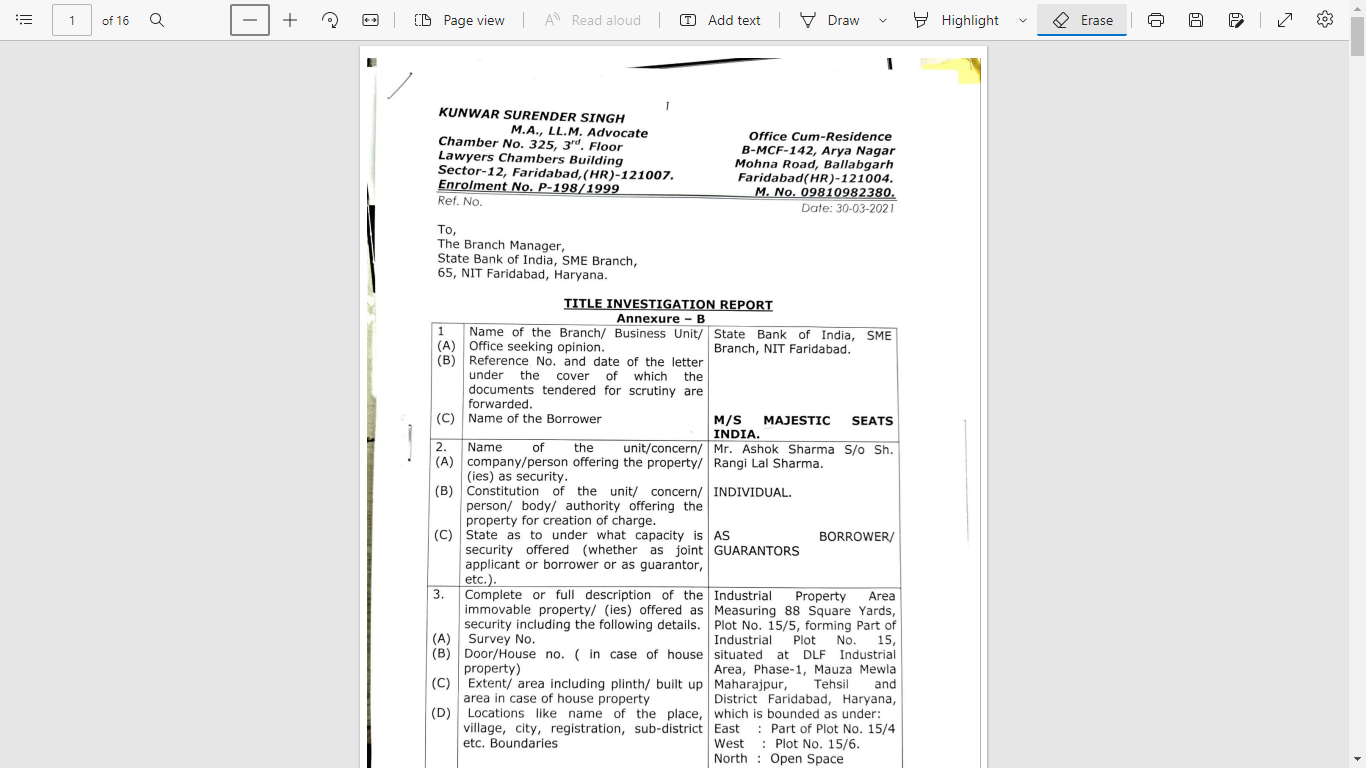 1 of 16 Page view Read aloud Add text Draw Highlight Erase
1
KUNWAR SURENDER SINGH
M.A., LL.M. Advocate
Chamber No. 325, 3rd. Floor
Lawyers Chambers Building
Sector-12, Faridabad,(HR)-121007.
Enrolment No. P-198/1999
Office Cum-Residence
B-MCF-142, Arya Nagar
Mohna Road, Ballabgarh
Faridabad(HR)-121004.
M. No. 09810982380.
Ref. No.
Date: 30-03-2021
To,
The Branch Manager,
State Bank of India, SME Branch,
65, NIT Faridabad, Haryana.
TITLE INVESTIGATION REPORT
Annexure – B
1 Name of the Branch/ Business Unit/
(A) Office seeking opinion.
State Bank of India, SME
Branch, NIT Faridabad.
(B) Reference No. and date of the letter
under the cover of which the
documents tendered for scrutiny are
forwarded.
(C) Name of the Borrower
M/S MAJESTIC SEATS
INDIA.
2. Name of the unit/concern/
(A) company/person offering the property/
(ies) as security.
Mr. Ashok Sharma S/o Sh.
Rangi Lal Sharma.
(B) Constitution of the unit/ concern/
person/ body/ authority offering the
property for creation of charge.
INDIVIDUAL.
(C) State as to under what capacity is
security offered (whether as joint
applicant or borrower or as guarantor,
etc.).
AS BORROWER/
GUARANTORS
3. Complete or full description of the
immovable property/ (ies) offered as
security including the following details.
(A) Survey No.
(B) Door/House no. ( in case of house
property)
(C) Extent/ area including plinth/ built up
area in case of house property
(D) Locations like name of the place,
village, city, registration, sub-district
etc. Boundaries
Industrial Property Area
Measuring 88 Square Yards,
Plot No. 15/5, forming Part of
Industrial Plot No. 15,
situated at DLF Industrial
Area, Phase-1, Mauza Mewla
Maharajpur, Tehsil and
District Faridabad, Haryana,
which is bounded as under:
East : Part of Plot No. 15/4
West : Plot No. 15/6.
North : Open Space